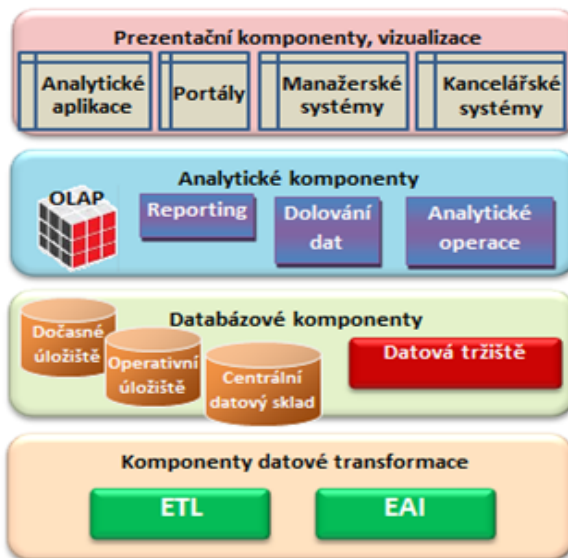 Prezentační komponenty, vizualizace
Analytické
aplikace
Portály
Manažerské
systémy
Kancelářské
systémy
Analytické komponenty
OLAP
Reporting
Dolování
dat
Analytické
operace
Databázové komponenty
Dočasné
úložiště
Operativní
úložiště
Centrální
datový sklad
Datová tržiště
Komponenty datové transformace
ETL
EAI